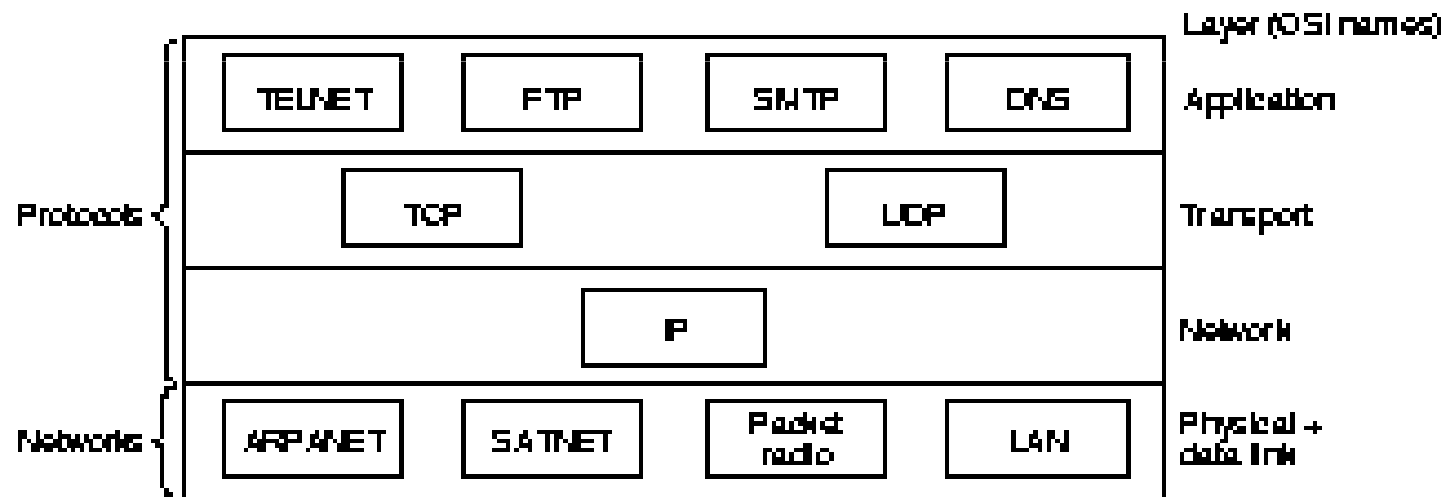 Layer (OSI names)
TELNET FTP SMTP DNS Application
Protocols TCP UDP Transport
IP Network
Networks ARPANET SATNET Packet radio LAN Physical + data link